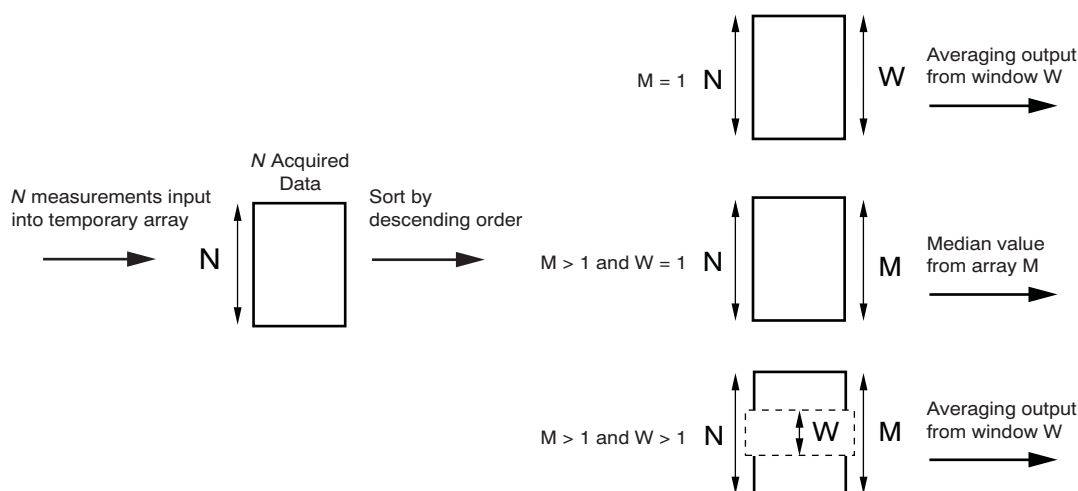 N measurements input
into temporary array
N
N Acquired
Data
Sort by
descending order
M = 1
N
W
Averaging output
from window W
M > 1 and W = 1
N
M
Median value
from array M
M > 1 and W > 1
N
W
M
Averaging output
from window W